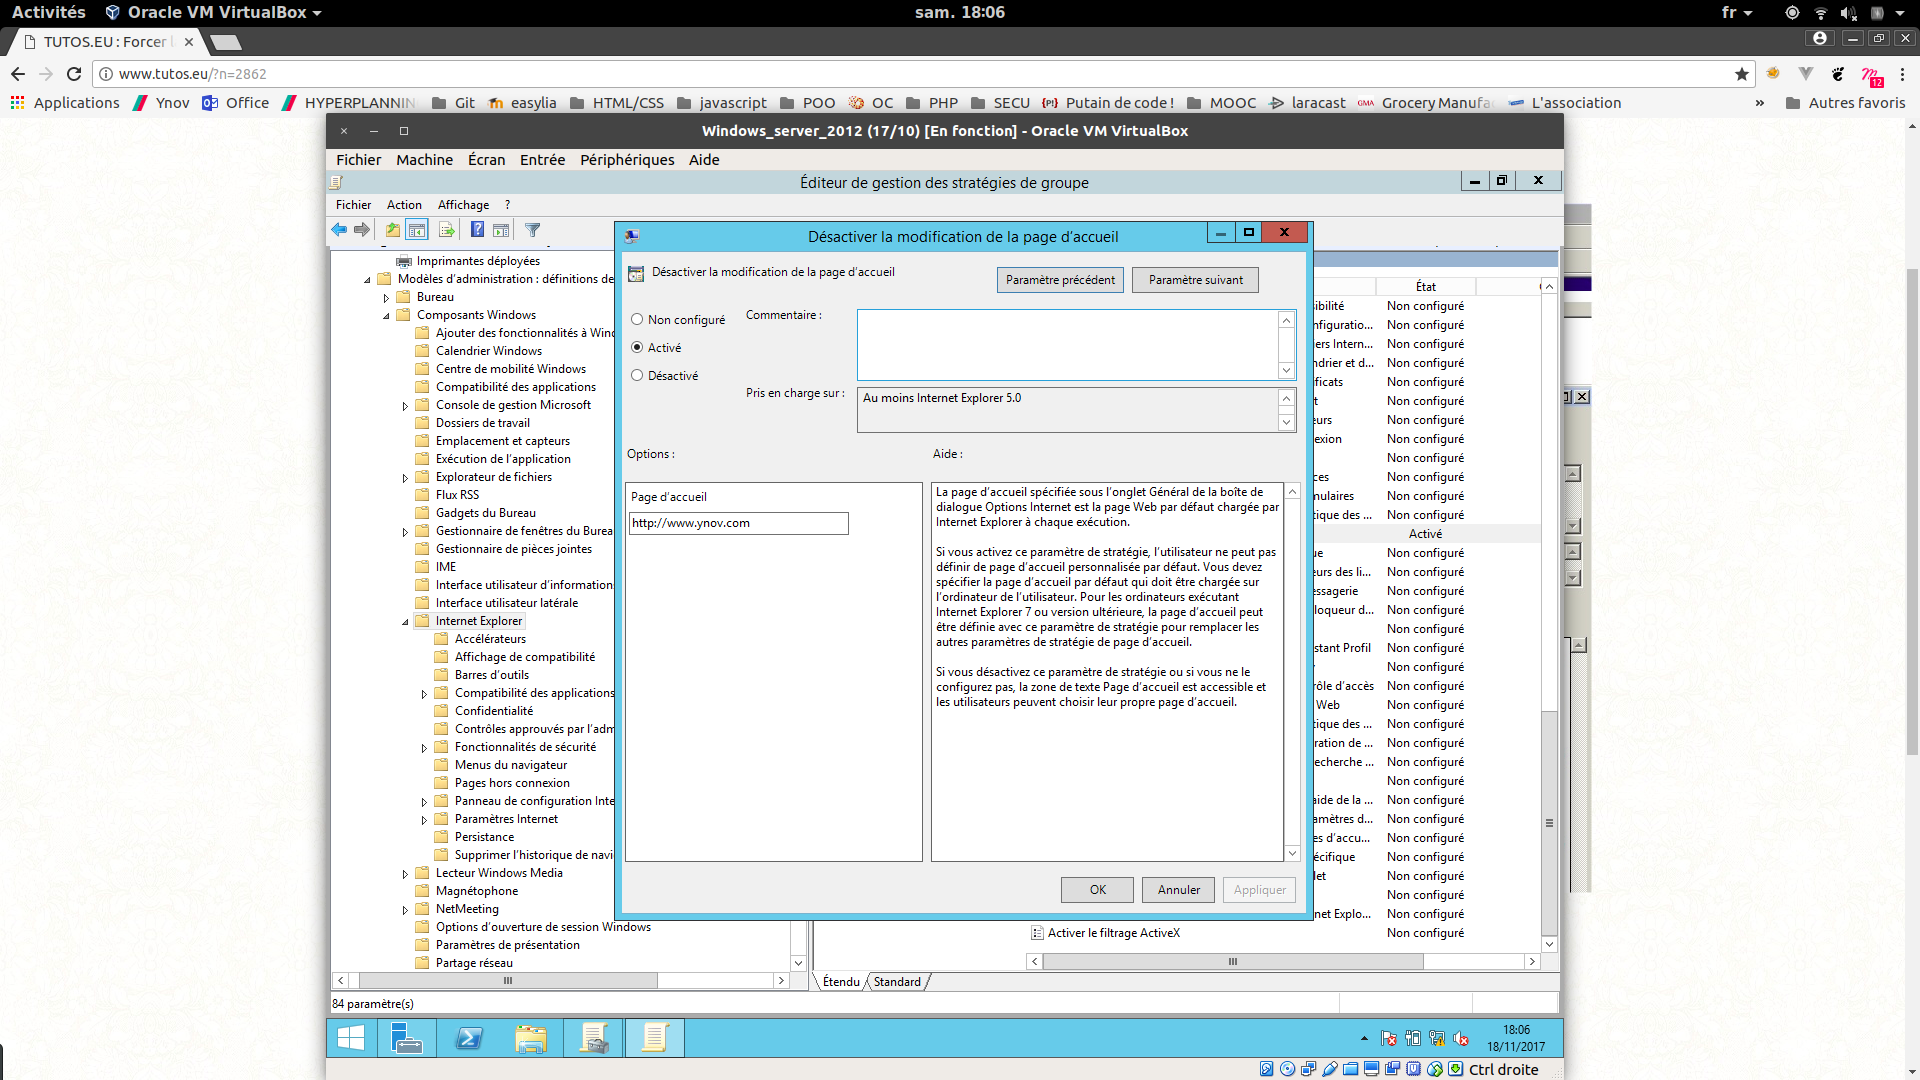 Activités
Oracle VM VirtualBox
sam. 18:06
fr
TUTOS.EU : Forcer
www.tutos.eu/?n=2862
12
Applications
Ynov
Office
HYPERPLANNIN
Git
easylia
HTML/CSS
javascript
POO
OC
PHP
SECU
Putain de code !
MOOC
laracast
Grocery Manufa
L'association
»
Autres favoris
Windows_server_2012 (17/10) [En fonction] - Oracle VM VirtualBox
Fichier Machine Écran Entrée Périphériques Aide
Éditeur de gestion des stratégies de groupe
Fichier Action Affichage ?
Imprimantes déployées
Modèles d'administration : définitions de
Bureau
Composants Windows
Ajouter des fonctionnalités à Wind
Calendrier Windows
Centre de mobilité Windows
Compatibilité des applications
Console de gestion Microsoft
Dossiers de travail
Emplacement et capteurs
Exécution de l'application
Explorateur de fichiers
Flux RSS
Gadgets du Bureau
Gestionnaire de fenêtres du Burea
Gestionnaire de pièces jointes
IME
Interface utilisateur d'information
Interface utilisateur latérale
Internet Explorer
Accélérateurs
Affichage de compatibilité
Barres d'outils
Compatibilité des applications
Confidentialité
Contrôles approuvés par l'adm
Fonctionnalités de sécurité
Menus du navigateur
Pages hors connexion
Panneau de configuration Inte
Paramètres Internet
Persistance
Supprimer l'historique de navi
Lecteur Windows Media
Magnétophone
NetMeeting
Options d'ouverture de session Windows
Paramètres de présentation
Partage réseau
Désactiver la modification de la page d'accueil
Désactiver la modification de la page d'accueil
Paramètre précédent
Paramètre suivant
Non configuré
Activé
Désactivé
Commentaire :
Pris en charge sur :
Au moins Internet Explorer 5.0
Options :
Aide :
Page d'accueil
http://www.ynov.com
La page d'accueil spécifiée sous l'onglet Général de la boîte de
dialogue Options Internet est la page Web par défaut chargée par
Internet Explorer à chaque exécution.
Si vous activez ce paramètre de stratégie, l'utilisateur ne peut pas
définir de page d'accueil personnalisée par défaut. Vous devez
spécifier la page d'accueil par défaut qui doit être chargée sur
l'ordinateur de l'utilisateur. Pour les ordinateurs exécutant
Internet Explorer 7 ou version ultérieure, la page d'accueil peut
être définie avec ce paramètre de stratégie pour remplacer les
autres paramètres de stratégie de page d'accueil.
Si vous désactivez ce paramètre de stratégie ou si vous ne le
configurez pas, la zone de texte Page d'accueil est accessible et
les utilisateurs peuvent choisir leur propre page d'accueil.
OK
Annuler
Appliquer
État
sibilité Non configuré
nfiguratio... Non configuré
iers Intern... Non configuré
ndrier et d... Non configuré
ificats Non configuré
t Non configuré
eurs Non configuré
nexion Non configuré
Non configuré
ces Non configuré
mulaires Non configuré
tique des ... Non configuré
Activé
ue Non configuré
eurs des li... Non configuré
essagerie Non configuré
loqueur d... Non configuré
Non configuré
stant Profil Non configuré
Non configuré
rôle d'accès Non configuré
Web Non configuré
tique des ... Non configuré
ration de ... Non configuré
echerche ... Non configuré
Non configuré
aide de la ... Non configuré
amètres d... Non configuré
es d'accu... Non configuré
écifique Non configuré
let Non configuré
Non configuré
net Explo... Non configuré
Activer le filtrage ActiveX Non configuré
Étendu Standard
84 paramètre(s)
18:06
18/11/2017
Ctrl droite